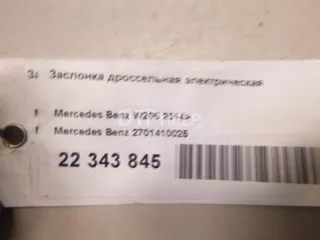 Заслонка дроссельная электрическая
Mercedes Benz W205 2014>
Mercedes Benz 2701410025
22 343 845